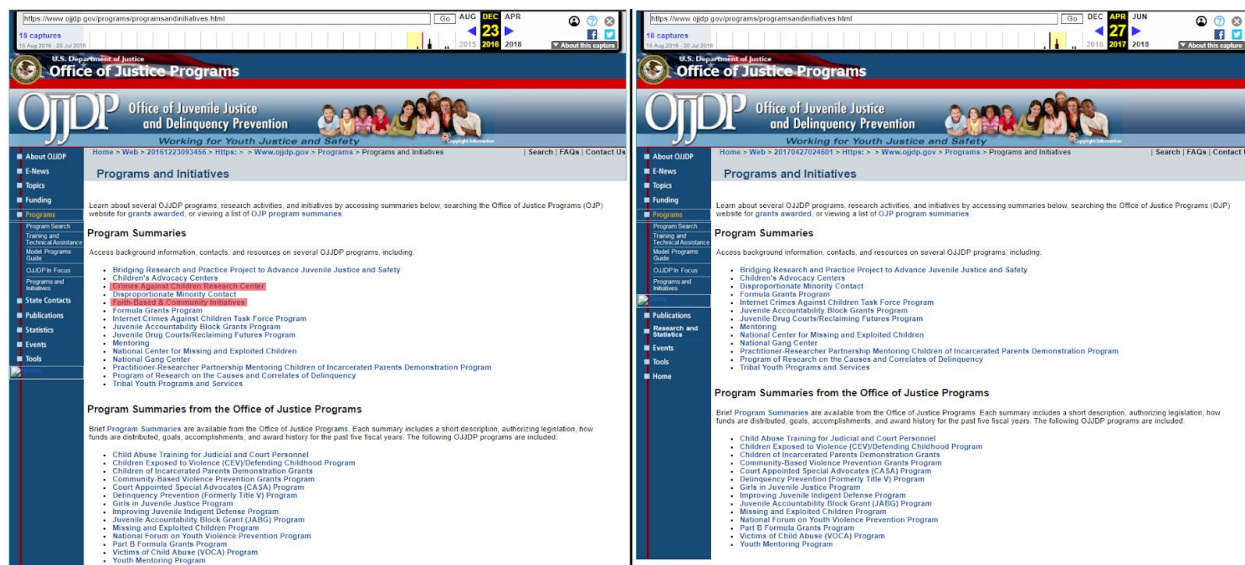 https://www.ojjdp.gov/programs/programsandinitiatives.html
Go
AUG DEC APR
18 captures
23
15 Aug 2016 - 20 Jul 2018
2015 2016 2018
About this capture
U.S. Department of Justice
Office of Justice Programs
OJJDP Office of Juvenile Justice
and Delinquency Prevention
Working for Youth Justice and Safety
Copyright Information
About OJJDP
E-News
Topics
Funding
Programs
Program Search
Training and
Technical Assistance
Model Programs
Guide
OJJDP In Focus
Programs and
Initiatives
State Contacts
Publications
Statistics
Events
Tools
Home > Web > 20161223093456 > Https: > > Www.ojjdp.gov > Programs > Programs and Initiatives
| Search | FAQs | Contact Us
Programs and Initiatives
Learn about several OJJDP programs, research activities, and initiatives by accessing summaries below, searching the Office of Justice Programs (OJP)
website for grants awarded, or viewing a list of OJP program summaries.
Program Summaries
Access background information, contacts, and resources on several OJJDP programs, including:
Bridging Research and Practice Project to Advance Juvenile Justice and Safety
Children's Advocacy Centers
Crimes Against Children Research Center
Disproportionate Minority Contact
Faith-Based & Community Initiatives
Formula Grants Program
Internet Crimes Against Children Task Force Program
Juvenile Accountability Block Grants Program
Juvenile Drug Courts/Reclaiming Futures Program
Mentoring
National Center for Missing and Exploited Children
National Gang Center
Practitioner-Researcher Partnership Mentoring Children of Incarcerated Parents Demonstration Program
Program of Research on the Causes and Correlates of Delinquency
Tribal Youth Programs and Services
Program Summaries from the Office of Justice Programs
Brief Program Summaries are available from the Office of Justice Programs. Each summary includes a short description, authorizing legislation, how
funds are distributed, goals, accomplishments, and award history for the past five fiscal years. The following OJJDP programs are included:
Child Abuse Training for Judicial and Court Personnel
Children Exposed to Violence (CEV)/Defending Childhood Program
Children of Incarcerated Parents Demonstration Grants
Community-Based Violence Prevention Grants Program
Court Appointed Special Advocates (CASA) Program
Delinquency Prevention (Formerly Title V) Program
Girls in Juvenile Justice Program
Improving Juvenile Indigent Defense Program
Juvenile Accountability Block Grant (JABG) Program
Missing and Exploited Children Program
National Forum on Youth Violence Prevention Program
Part B Formula Grants Program
Victims of Child Abuse (VOCA) Program
Youth Mentoring Program
https://www.ojjdp.gov/programs/programsandinitiatives.html
Go
DEC APR JUN
18 captures
27
15 Aug 2016 - 20 Jul 2018
2016 2017 2018
About this capture
U.S. Department of Justice
Office of Justice Programs
OJJDP Office of Juvenile Justice
and Delinquency Prevention
Working for Youth Justice and Safety
Copyright Information
About OJJDP
E-News
Topics
Funding
Programs
Program Search
Training and
Technical Assistance
Model Programs
Guide
OJJDP In Focus
Programs and
Initiatives
Publications
Research and
Statistics
Events
Tools
Home
Home > Web > 20170427024601 > Https: > > Www.ojjdp.gov > Programs > Programs and Initiatives
| Search | FAQs | Contact U
Programs and Initiatives
Learn about several OJJDP programs, research activities, and initiatives by accessing summaries below, searching the Office of Justice Programs (OJP)
website for grants awarded, or viewing a list of OJP program summaries.
Program Summaries
Access background information, contacts, and resources on several OJJDP programs, including:
Bridging Research and Practice Project to Advance Juvenile Justice and Safety
Children's Advocacy Centers
Disproportionate Minority Contact
Formula Grants Program
Internet Crimes Against Children Task Force Program
Juvenile Accountability Block Grants Program
Juvenile Drug Courts/Reclaiming Futures Program
Mentoring
National Center for Missing and Exploited Children
National Gang Center
Practitioner-Researcher Partnership Mentoring Children of Incarcerated Parents Demonstration Program
Program of Research on the Causes and Correlates of Delinquency
Tribal Youth Programs and Services
Program Summaries from the Office of Justice Programs
Brief Program Summaries are available from the Office of Justice Programs. Each summary includes a short description, authorizing legislation, how
funds are distributed, goals, accomplishments, and award history for the past five fiscal years. The following OJJDP programs are included:
Child Abuse Training for Judicial and Court Personnel
Children Exposed to Violence (CEV)/Defending Childhood Program
Children of Incarcerated Parents Demonstration Grants
Community-Based Violence Prevention Grants Program
Court Appointed Special Advocates (CASA) Program
Delinquency Prevention (Formerly Title V) Program
Girls in Juvenile Justice Program
Improving Juvenile Indigent Defense Program
Juvenile Accountability Block Grant (JABG) Program
Missing and Exploited Children Program
National Forum on Youth Violence Prevention Program
Part B Formula Grants Program
Victims of Child Abuse (VOCA) Program
Youth Mentoring Program